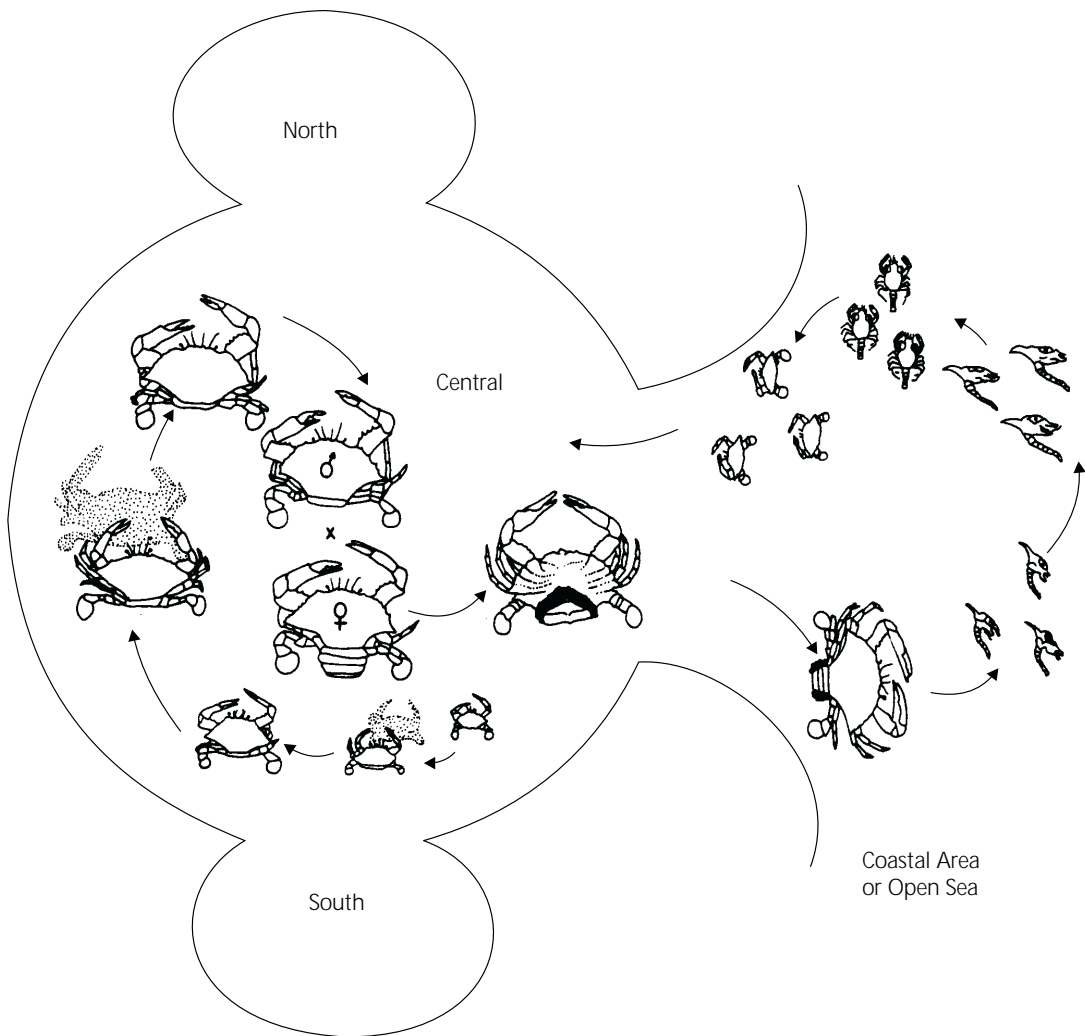 North
Central
♂
x
♀
South
Coastal Area
or Open Sea